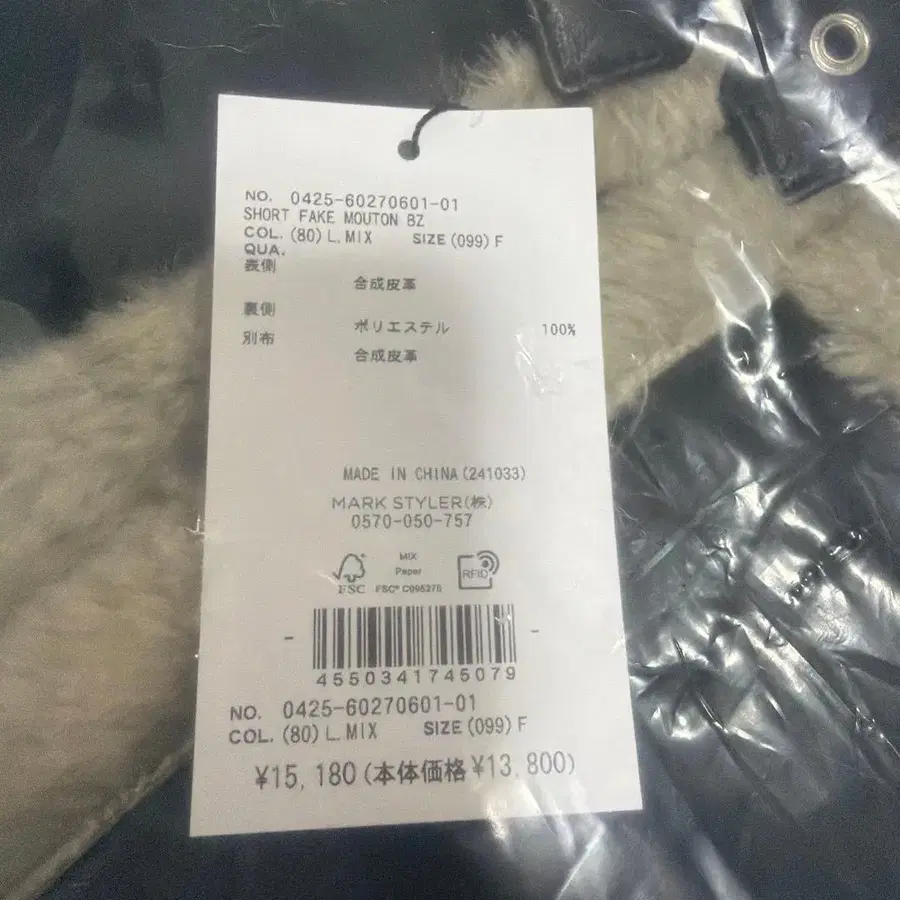 NO. 0425-60270601-01
SHORT FAKE MOUTON BZ
COL. (80) L. MIX SIZE (099) F
QUA.
表側
合成皮革
裏側
ポリエステル 100%
別布
合成皮革
MADE IN CHINA (241033)
MARK STYLER(株)
0570-050-757
FSC
MIX
Paper
FSC® C095275
RFID
4550341745079
NO. 0425-60270601-01
COL. (80) L. MIX SIZE (099) F
¥15, 180 (本体価格 ¥13, 800)